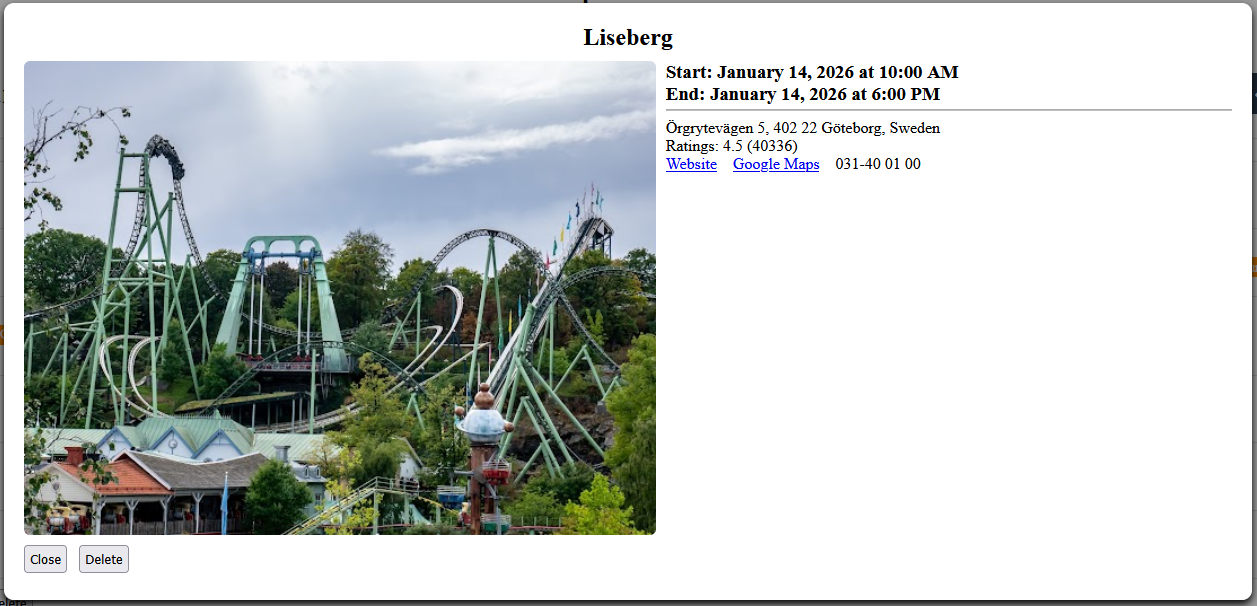 Liseberg
Start: January 14, 2026 at 10:00 AM
End: January 14, 2026 at 6:00 PM
Örgrytevägen 5, 402 22 Göteborg, Sweden
Ratings: 4.5 (40336)
Website Google Maps 031-40 01 00
Close Delete